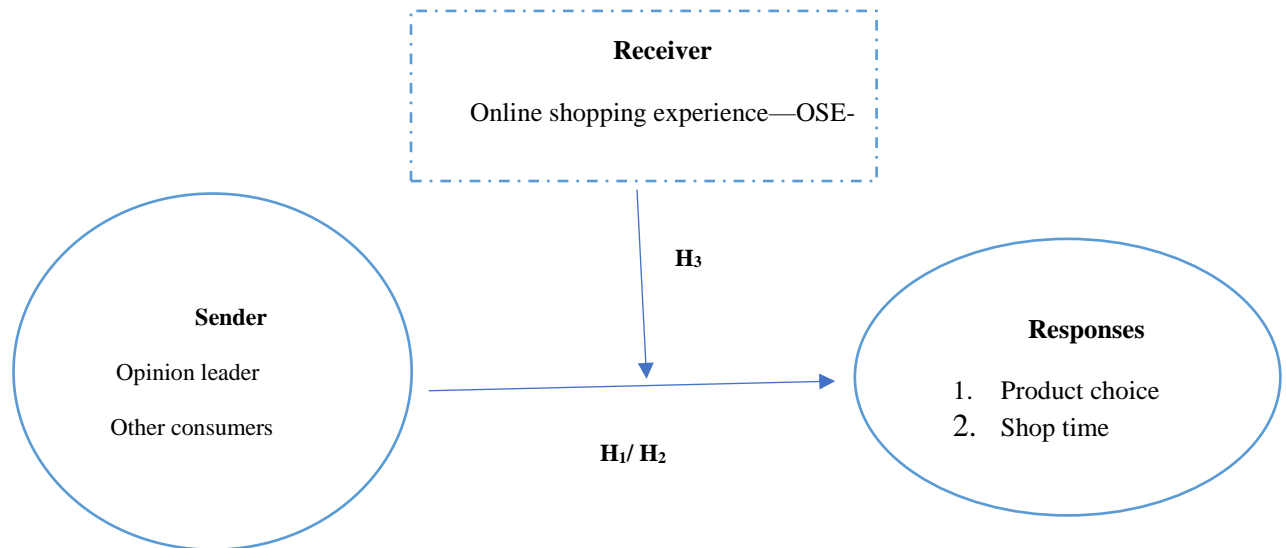 Receiver
Online shopping experience—OSE-
H₃
Sender
Opinion leader
Other consumers
H₁/ H₂
Responses
1. Product choice
2. Shop time